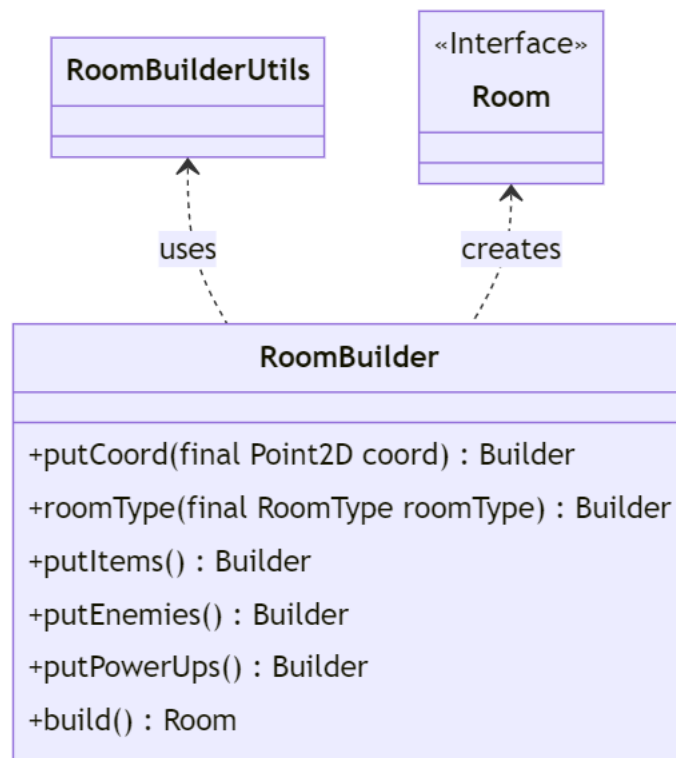 RoomBuilderUtils
«Interface»
Room
uses
creates
RoomBuilder
+putCoord(final Point2D coord) : Builder
+roomType(final RoomType roomType) : Builder
+putItems() : Builder
+putEnemies() : Builder
+putPowerUps() : Builder
+build() : Room